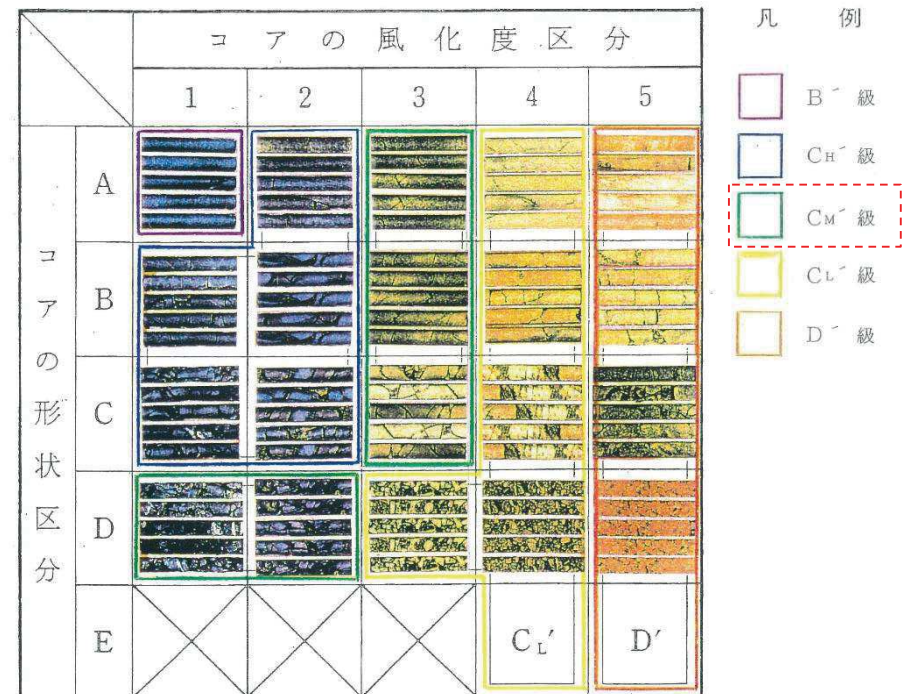 コアの風化度区分
1 2 3 4 5
コアの形状区分
A
B
C
D
E
CL′ D′
凡例
B′級
CH′級
CM′級
CL′級
D′級